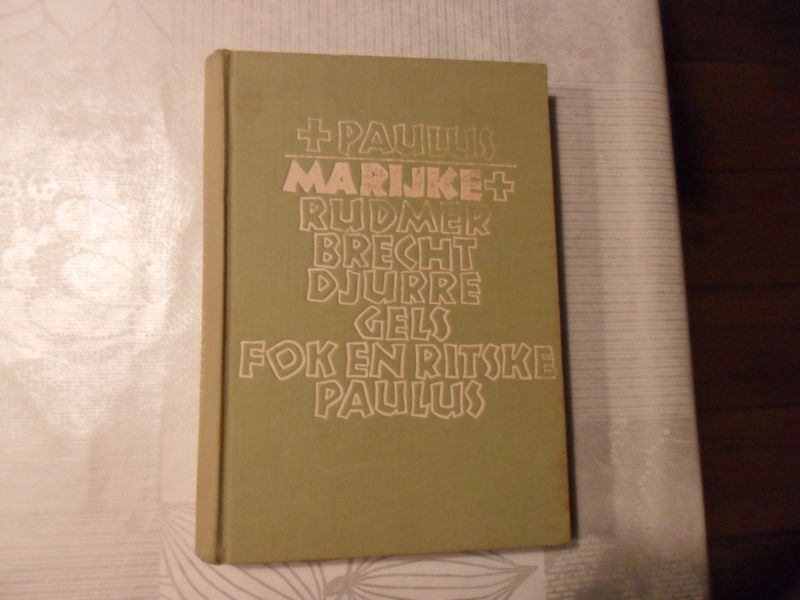 + PAULUS
MARIJKE +
RUDMER
BRECHT
DJURRE
GELS
FOK EN RITSKE
PAULUS